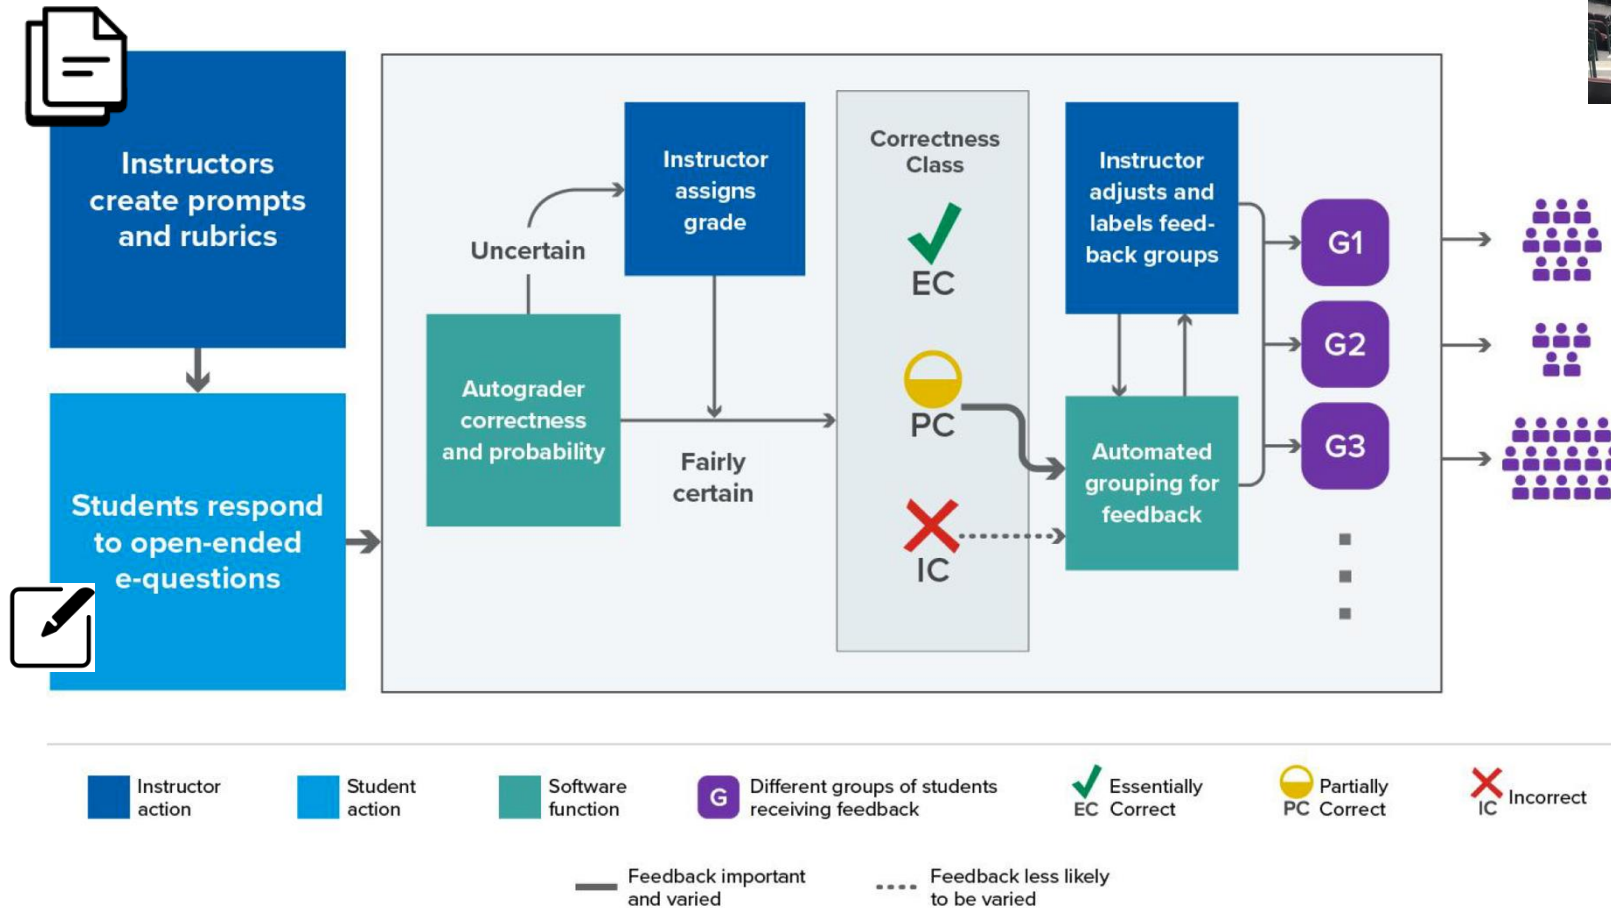 Instructors
create prompts
and rubrics
Students respond
to open-ended
e-questions
Uncertain
Autograder
correctness
and probability
Instructor
assigns
grade
Fairly
certain
Correctness
Class
EC
PC
IC
Instructor
adjusts and
labels feed-
back groups
Automated
grouping for
feedback
G1
G2
G3
Instructor
action
Student
action
Software
function
G
Different groups of students
receiving feedback
EC
Essentially
Correct
PC
Partially
Correct
IC
Incorrect
Feedback important
and varied
Feedback less likely
to be varied